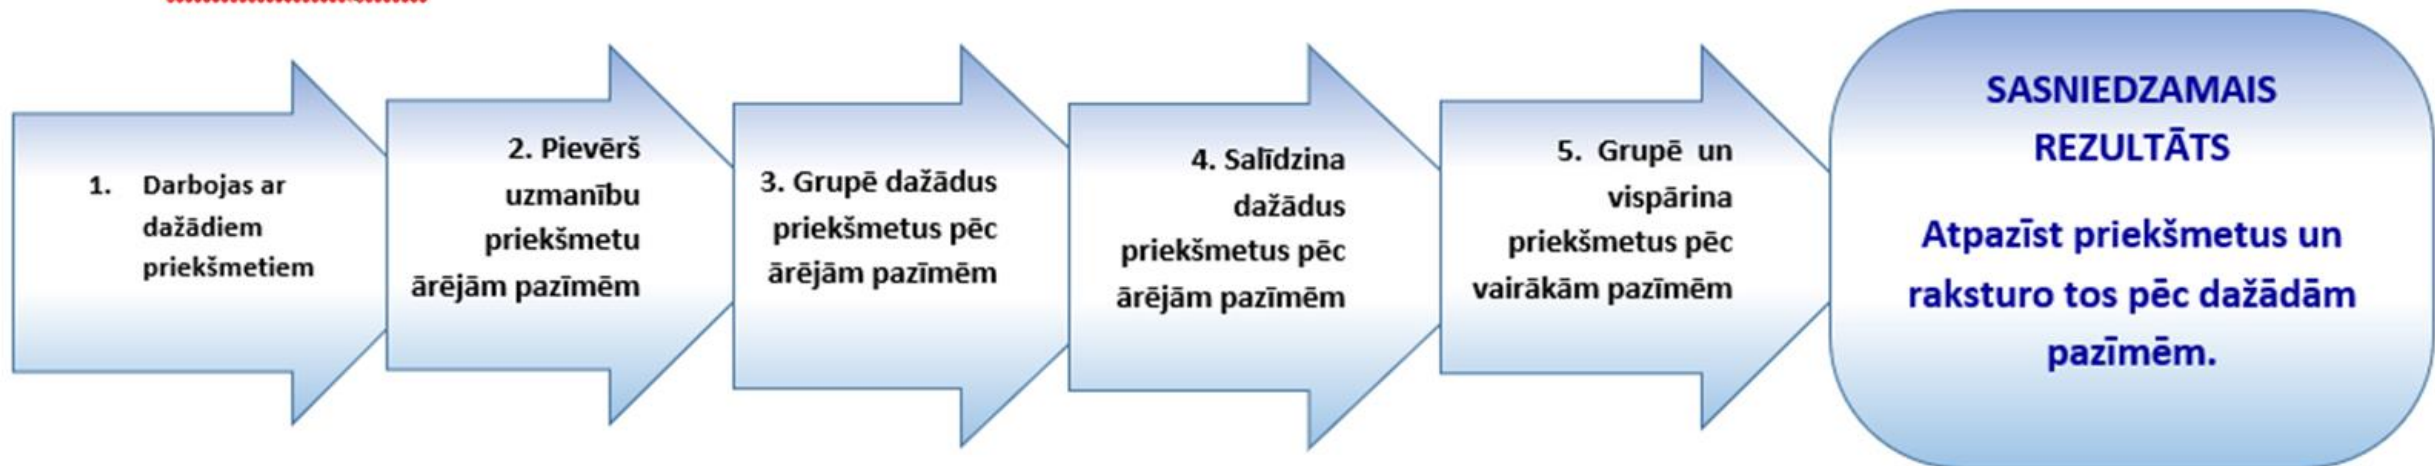 1. Darbojas ar
dažādiem
priekšmetiem
2. Pievērš
uzmanību
priekšmetu
ārējām pazīmēm
3. Grupē dažādus
priekšmetus pēc
ārējām pazīmēm
4. Salīdzina
dažādus
priekšmetus pēc
ārējām pazīmēm
5. Grupē un
vispārina
priekšmetus pēc
vairākām pazīmēm
SASNIEDZAMAIS
REZULTĀTS
Atpazīst priekšmetus un
raksturo tos pēc dažādām
pazīmēm.